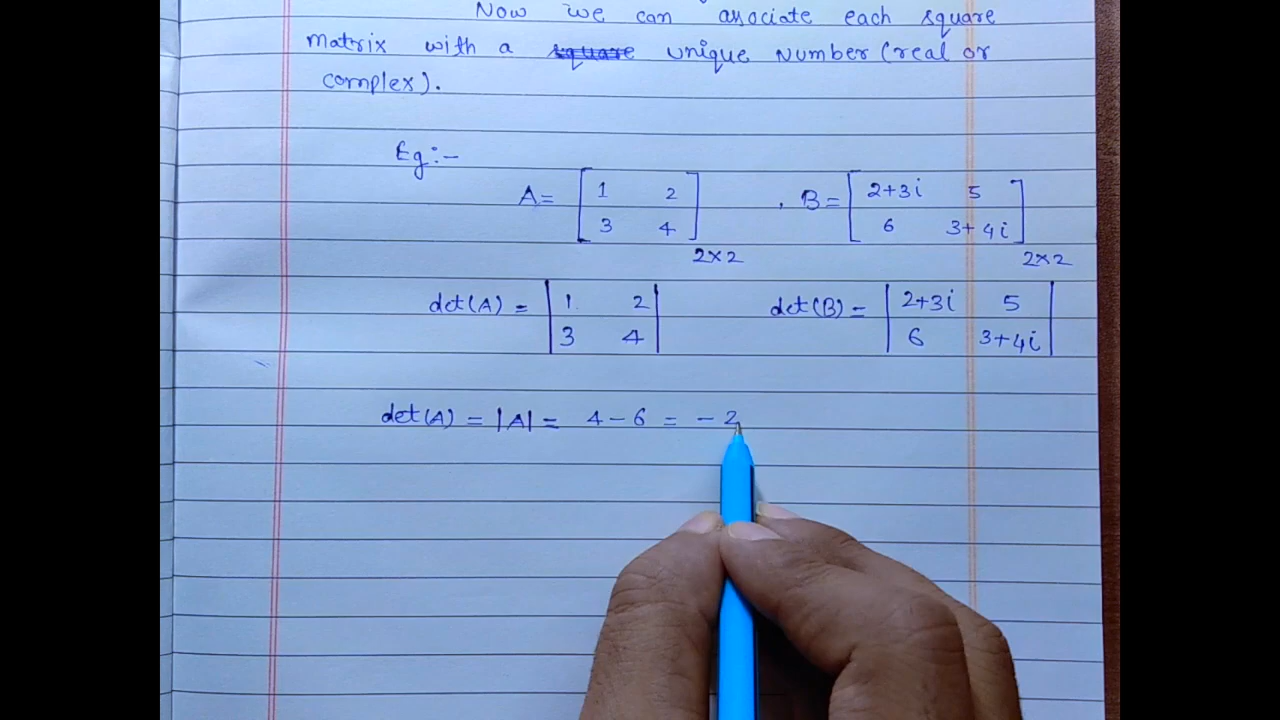 Now we can associate each square
matrix with a square unique number (real or
complex).
Eg:-
A= [ 1 2
3 4 ] 2×2 , B= [ 2+3i 5
6 3+4i ] 2×2
det(A) = | 1 2
3 4 | det(B)= | 2+3i 5
6 3+4i |
det(A) = |A| = 4-6 = -2